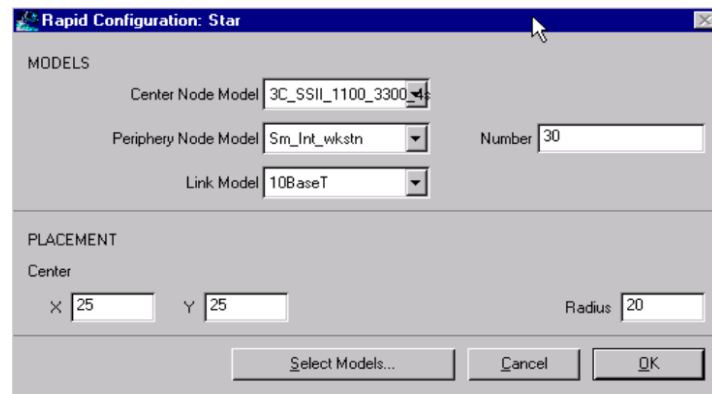 Rapid Configuration: Star
MODELS
Center Node Model 3C_SSII_1100_3300_4s
Periphery Node Model Sm_Int_wkstn Number 30
Link Model 10BaseT
PLACEMENT
Center
X 25 Y 25 Radius 20
Select Models... Cancel OK